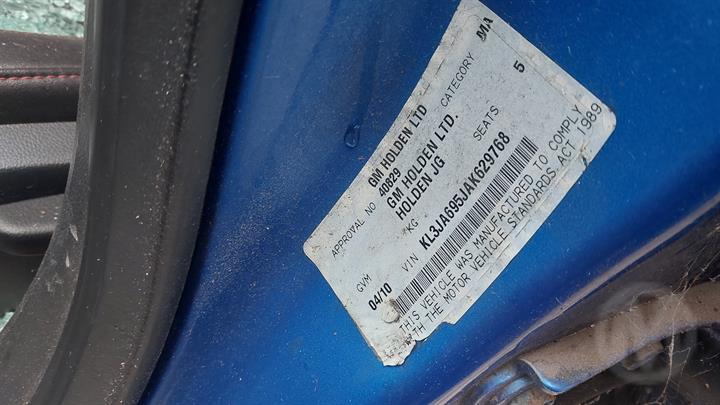 GM HOLDEN LTD
APPROVAL NO 40829 CATEGORY MA
GM HOLDEN LTD.
HOLDEN JG SEATS 5
GVM KG
04/10 VIN KL3JA695JAK629768
THIS VEHICLE WAS MANUFACTURED TO COMPLY
WITH THE MOTOR VEHICLE STANDARDS ACT 1989